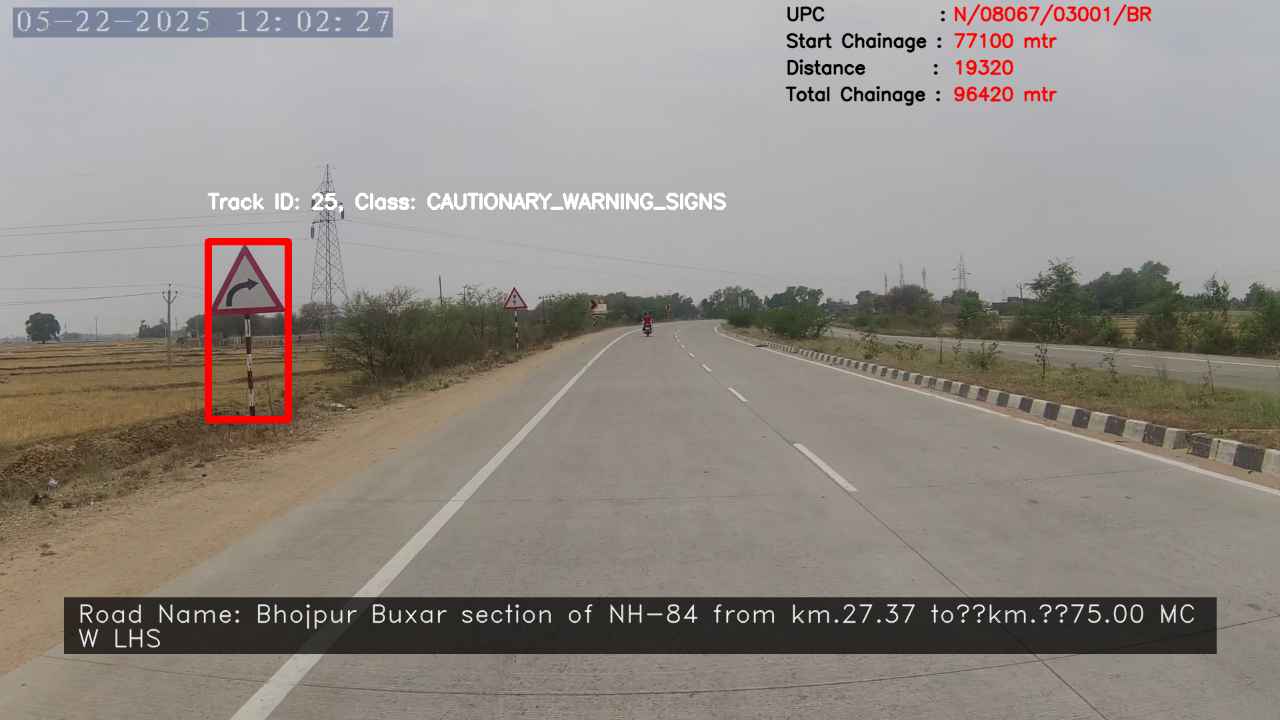 05-22-2025 12:02:27
UPC : N/08067/03001/BR
Start Chainage : 77100 mtr
Distance : 19320
Total Chainage : 96420 mtr
Track ID: 25, Class: CAUTIONARY_WARNING_SIGNS
Road Name: Bhojpur Buxar section of NH-84 from km.27.37 to??km.??75.00 MC
W LHS